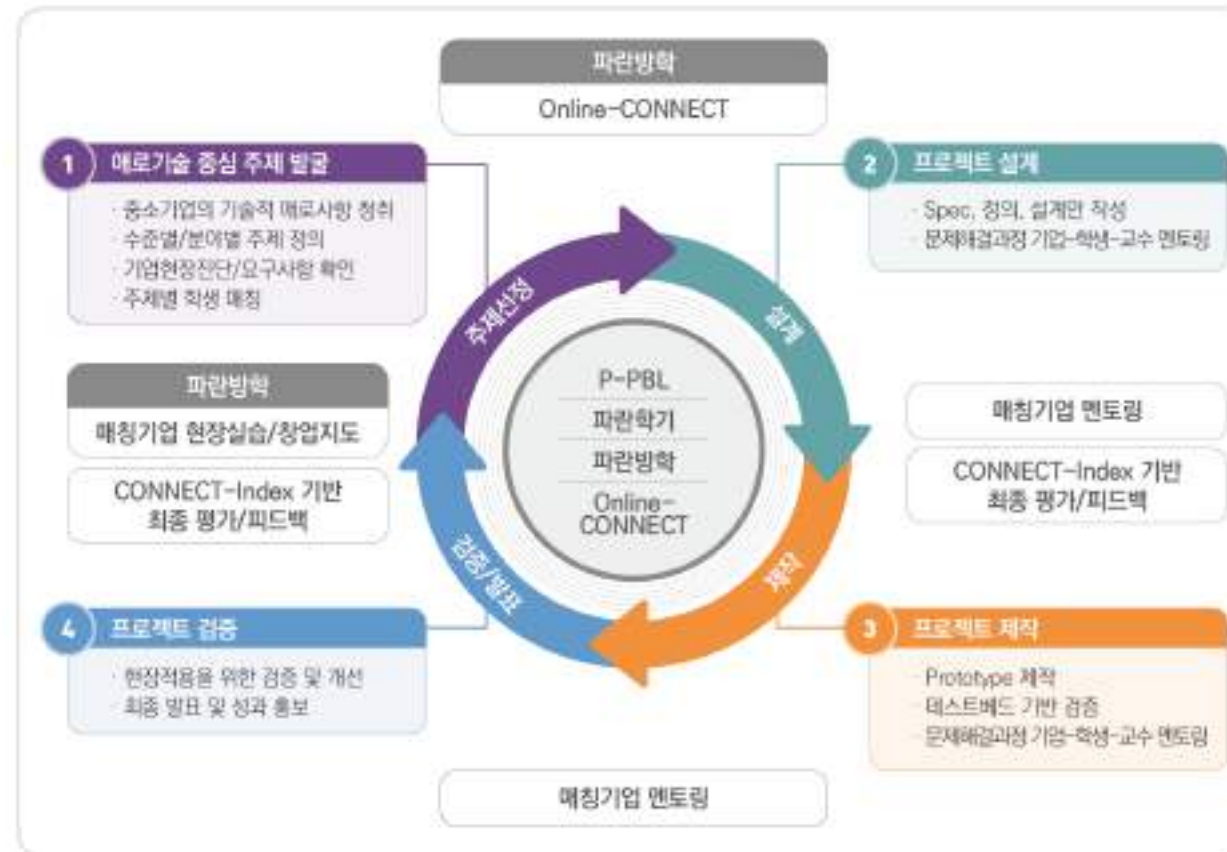 파란방학
Online-CONNECT
1 애로기술 중심 주제 발굴
· 중소기업의 기술적 애로사항 청취
· 수준별/분야별 주제 정의
· 기업현장진단/요구사항 확인
· 주제별 학생 매칭
2 프로젝트 설계
· Spec, 정의, 설계안 작성
· 문제해결과정 기업-학생-교수 멘토링
주제선정
설계
P-PBL
파란학기
파란방학
Online-
CONNECT
파란방학
매칭기업 현장실습/창업지도
CONNECT-Index 기반
최종 평가/피드백
매칭기업 멘토링
CONNECT-Index 기반
최종 평가/피드백
검증/발표
제작
4 프로젝트 검증
· 현장적용을 위한 검증 및 개선
· 최종 발표 및 성과 홍보
3 프로젝트 제작
· Prototype 제작
· 테스트베드 기반 검증
· 문제해결과정 기업-학생-교수 멘토링
매칭기업 멘토링